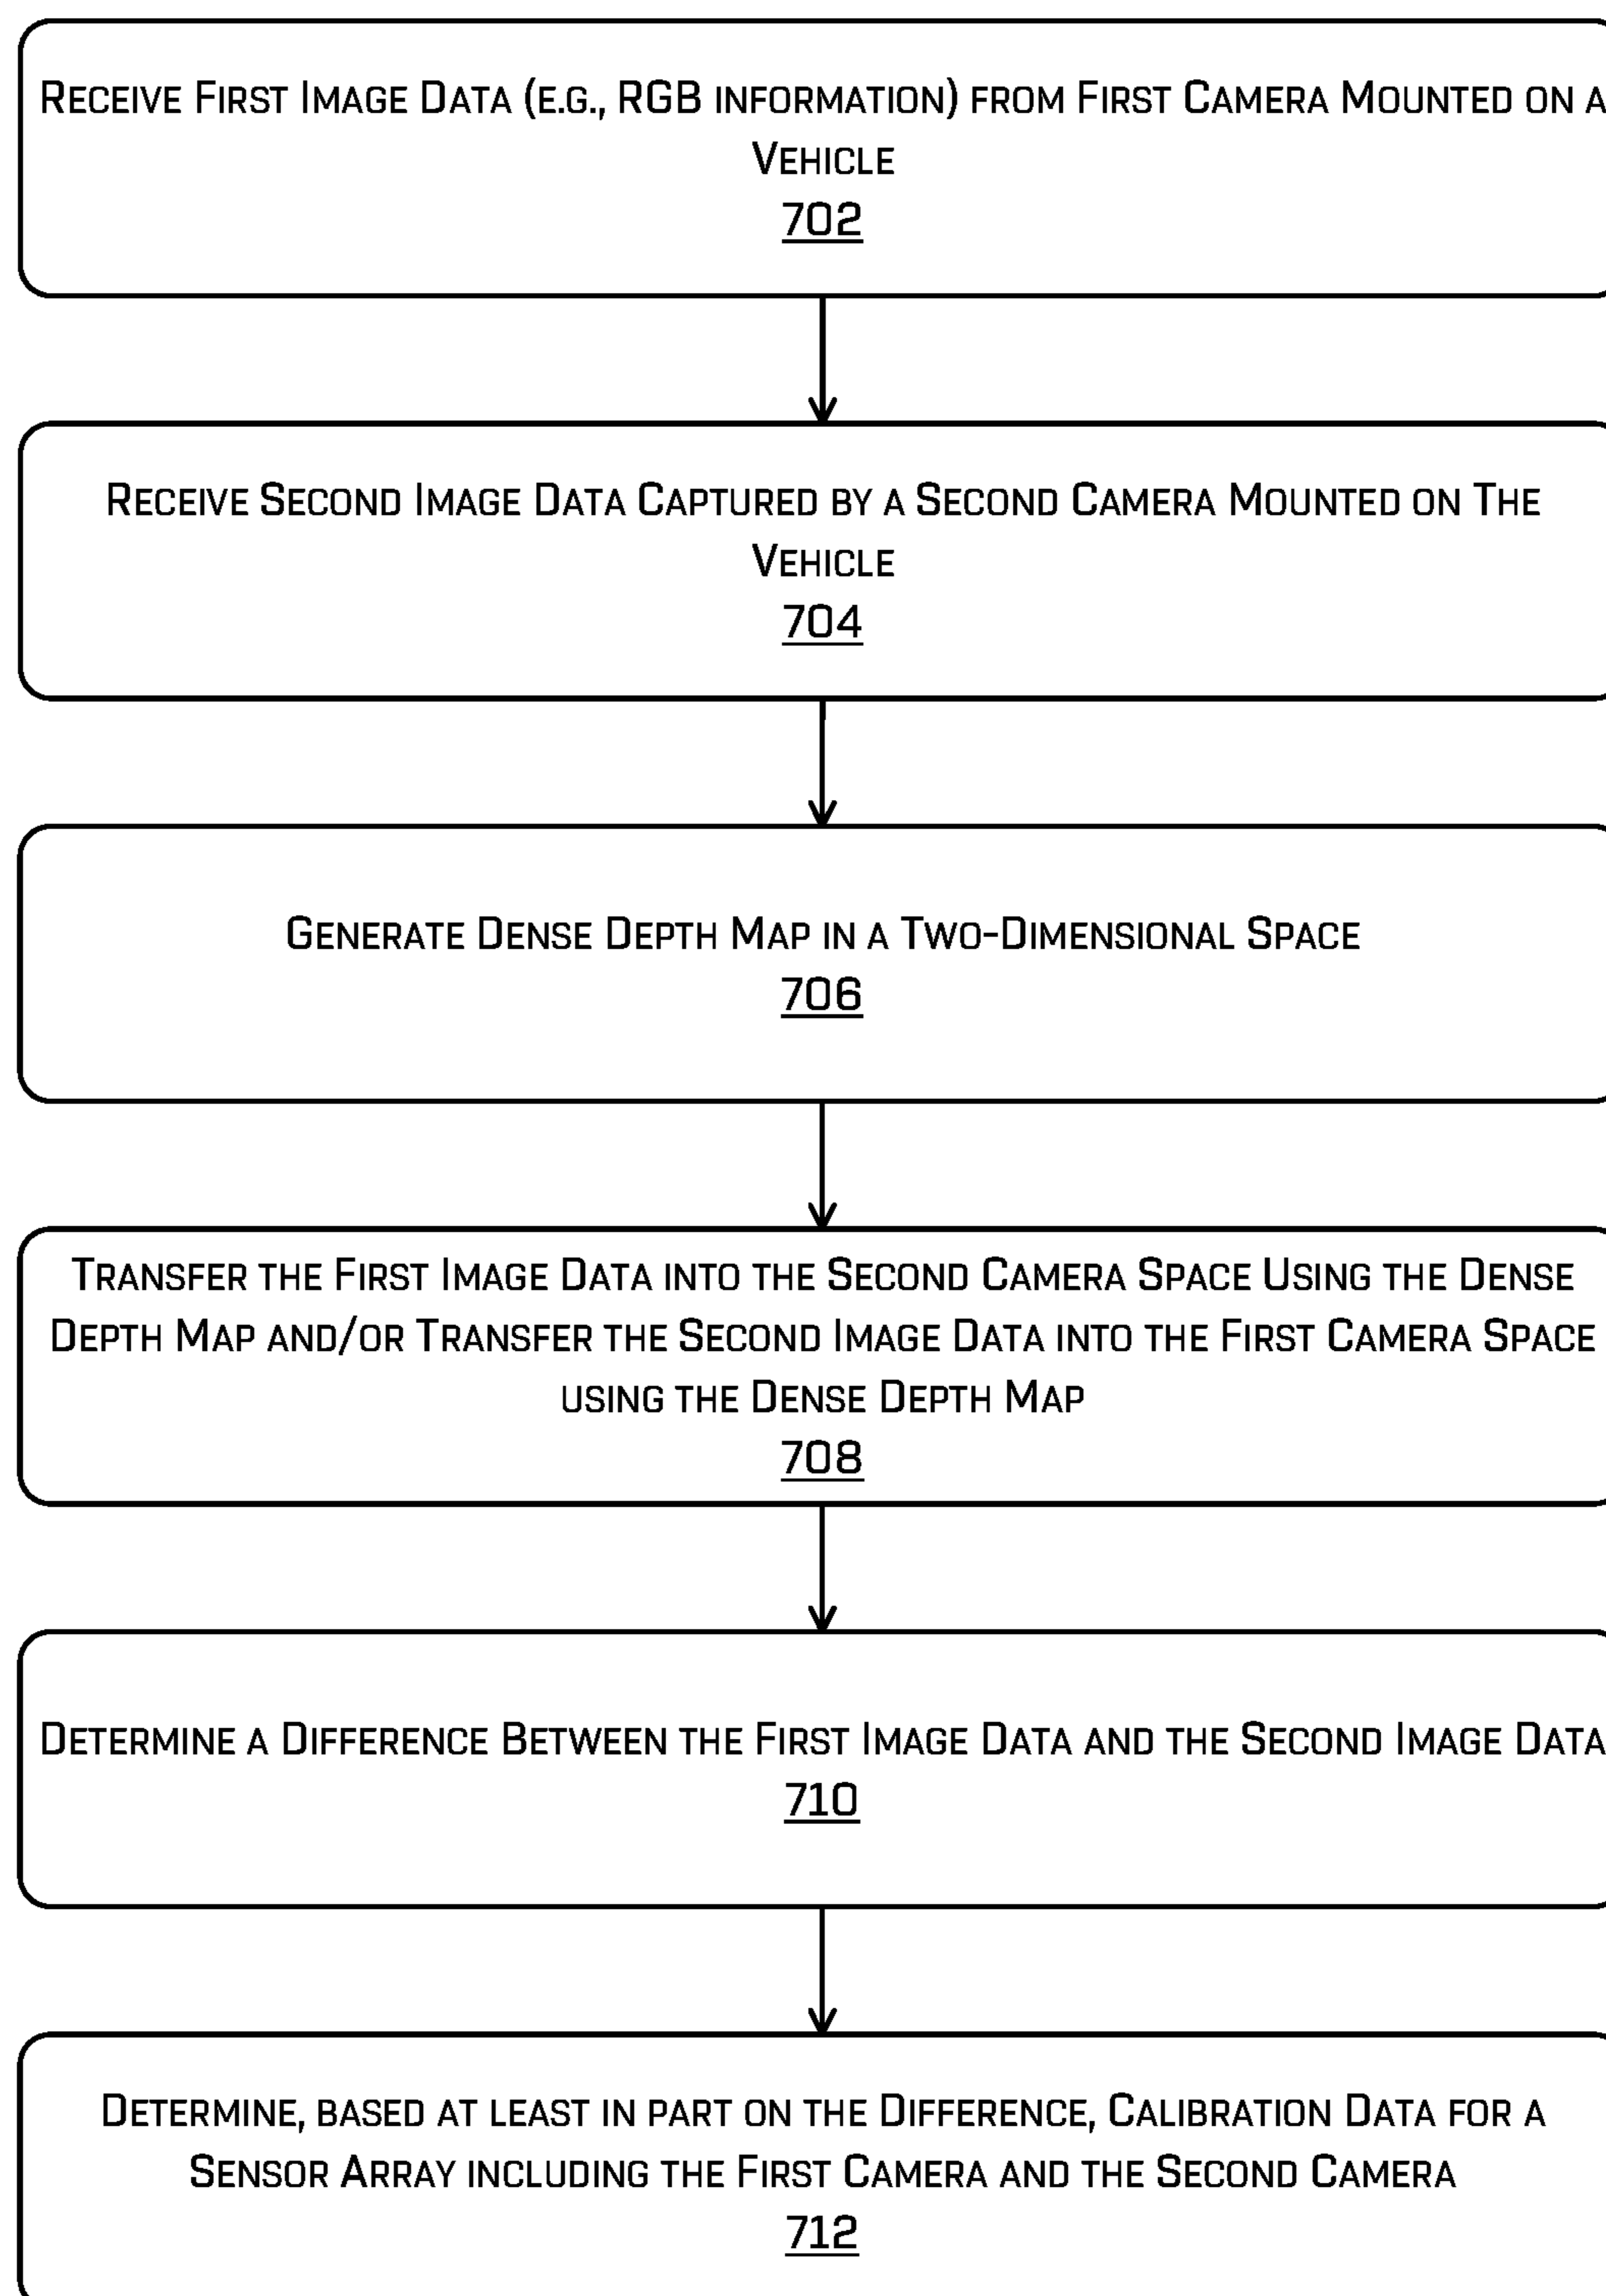 Receive First Image Data (e.g., RGB information) from First Camera Mounted on a
Vehicle
702
Receive Second Image Data Captured by a Second Camera Mounted on The
Vehicle
704
Generate Dense Depth Map in a Two-Dimensional Space
706
Transfer the First Image Data into the Second Camera Space Using the Dense
Depth Map and/or Transfer the Second Image Data into the First Camera Space
using the Dense Depth Map
708
Determine a Difference Between the First Image Data and the Second Image Data
710
Determine, based at least in part on the Difference, Calibration Data for a
Sensor Array including the First Camera and the Second Camera
712